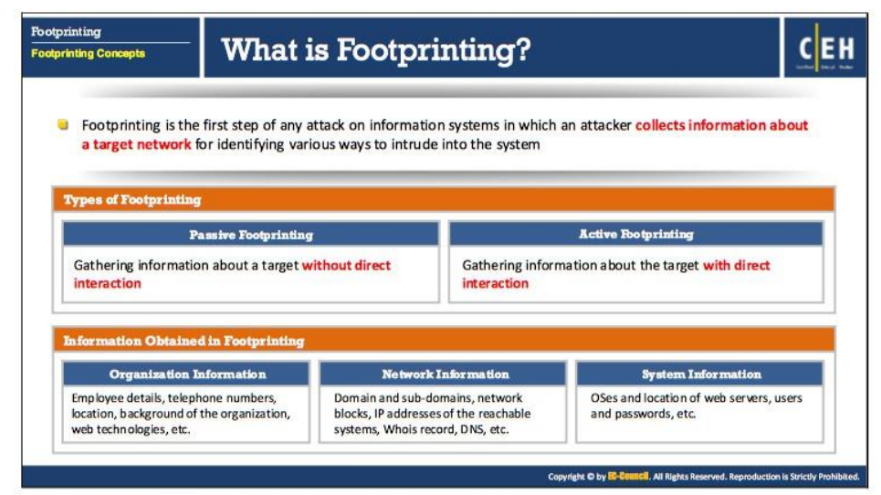 Footprinting
Footprinting Concepts
What is Footprinting?
CEH
Footprinting is the first step of any attack on information systems in which an attacker collects information about
a target network for identifying various ways to intrude into the system
Types of Footprinting
Passive Footprinting
Gathering information about a target without direct
interaction
Active Footprinting
Gathering information about the target with direct
interaction
Information Obtained in Footprinting
Organization Information
Employee details, telephone numbers,
location, background of the organization,
web technologies, etc.
Network Information
Domain and sub-domains, network
blocks, IP addresses of the reachable
systems, Whois record, DNS, etc.
System Information
OSes and location of web servers, users
and passwords, etc.
Copyright © by EC-Council. All Rights Reserved. Reproduction is Strictly Prohibited.